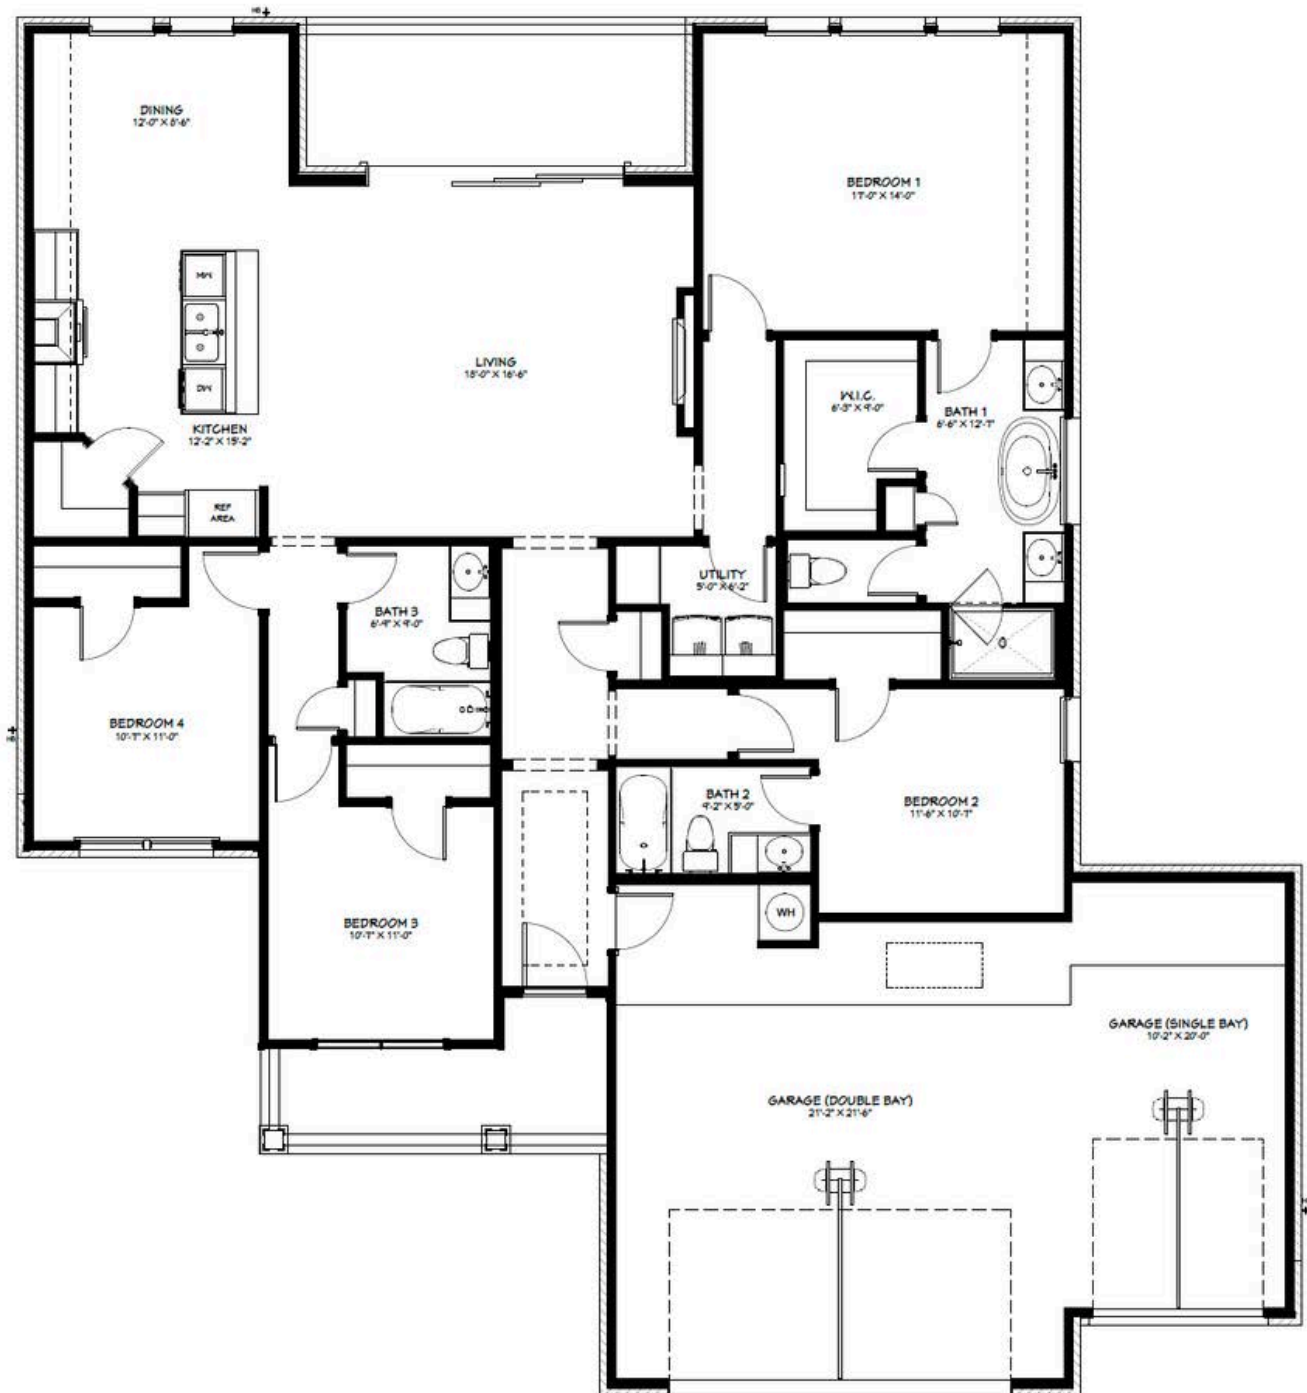 HB
DINING
12'-0" X 8'-6"
BEDROOM 1
17'-0" X 14'-0"
MW
LIVING
18'-0" X 16'-6"
W.I.C.
6'-3" X 9'-0"
BATH 1
6'-6" X 12'-7"
DW
KITCHEN
12'-2" X 15'-2"
REF
AREA
UTILITY
5'-0" X 6'-2"
BATH 3
6'-9" X 9'-0"
BEDROOM 4
10'-7" X 11'-0"
BATH 2
9'-2" X 5'-0"
BEDROOM 2
11'-6" X 10'-7"
WH
BEDROOM 3
10'-7" X 11'-0"
GARAGE (SINGLE BAY)
10'-2" X 20'-0"
GARAGE (DOUBLE BAY)
21'-2" X 21'-6"